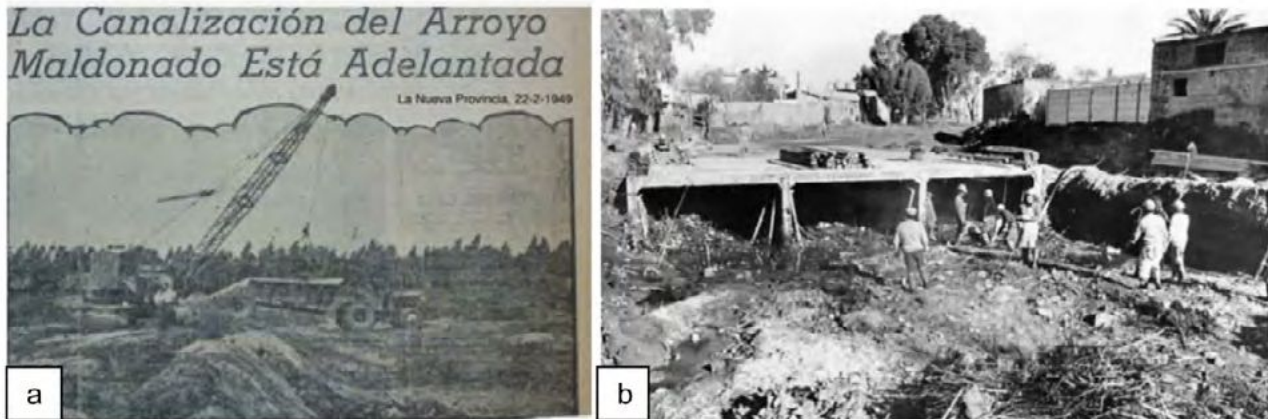 La Canalización del Arroyo
Maldonado Está Adelantada
La Nueva Provincia, 22-2-1949
a
b